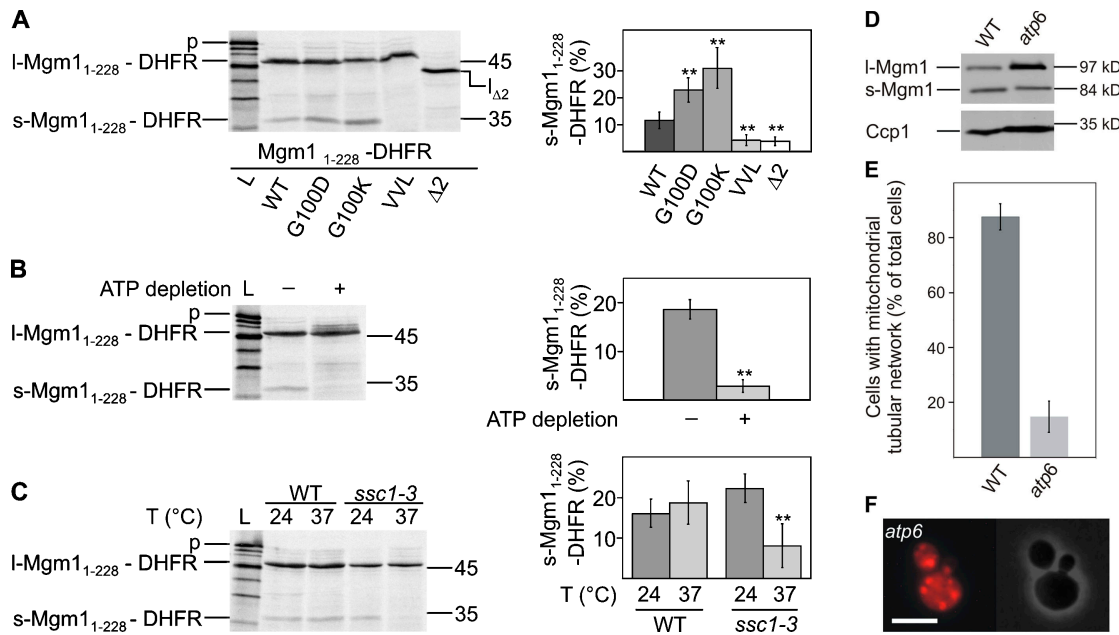 A
p
l-Mgm1₁₋₂₂₈ - DHFR
45
lΔ2
s-Mgm1₁₋₂₂₈ - DHFR
35
Mgm1 ₁₋₂₂₈ -DHFR
L WT G100D G100K VVL Δ2
s-Mgm1₁₋₂₂₈
-DHFR (%)
30
20
10
** ** ** **
WT G100D G100K VVL Δ2
B
ATP depletion L – +
p
l-Mgm1₁₋₂₂₈ - DHFR
45
s-Mgm1₁₋₂₂₈ - DHFR
35
s-Mgm1₁₋₂₂₈
-DHFR (%)
20
10
**
ATP depletion – +
C
WT ssc1-3
T (°C) L 24 37 24 37
p
l-Mgm1₁₋₂₂₈ - DHFR
45
s-Mgm1₁₋₂₂₈ - DHFR
35
s-Mgm1₁₋₂₂₈
-DHFR (%)
20
10
**
T (°C) 24 37 24 37
WT ssc1-3
D
WT atp6
l-Mgm1 97 kD
s-Mgm1 84 kD
Ccp1 35 kD
E
Cells with mitochondrial
tubular network (% of total cells)
80
60
40
20
WT atp6
F
atp6